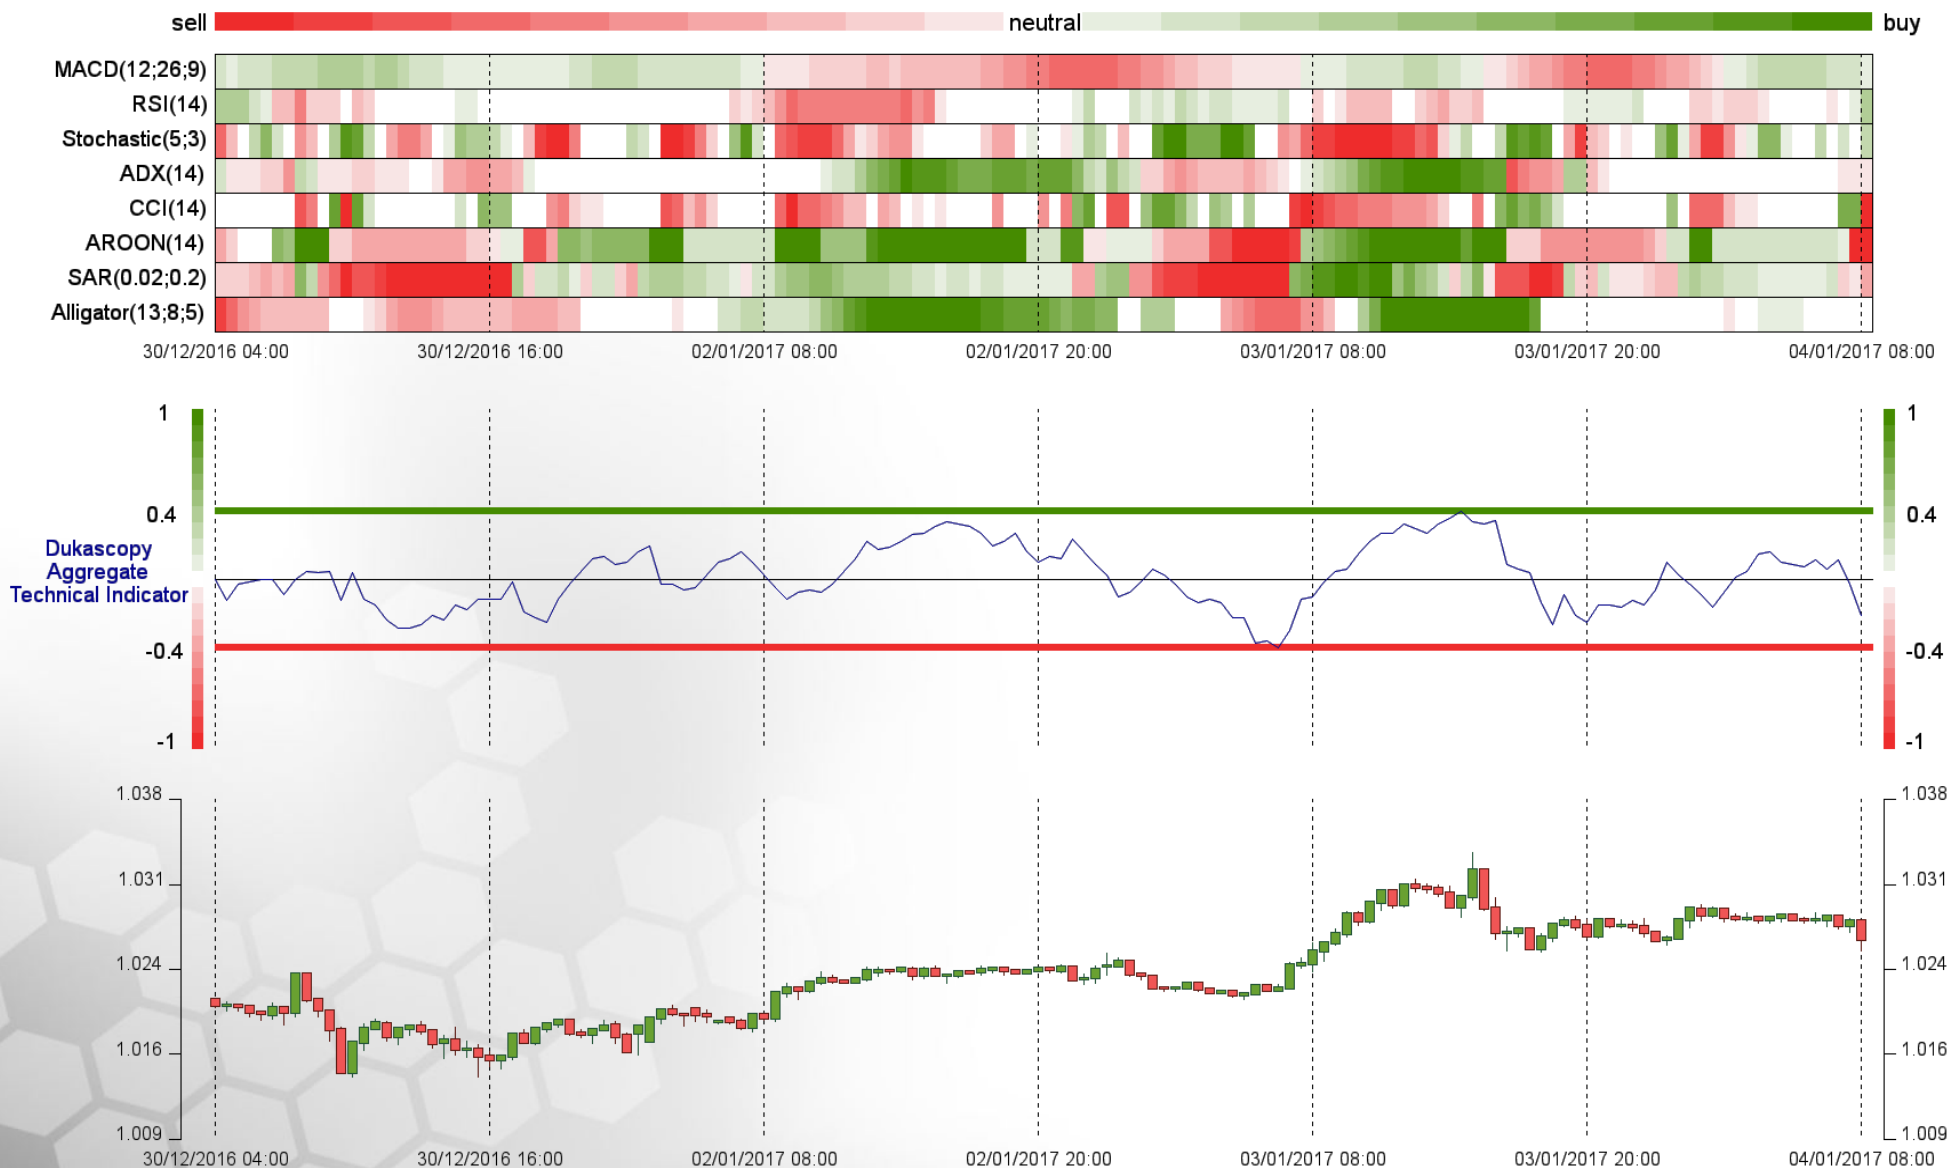 sell neutral buy
MACD(12;26;9)
RSI(14)
Stochastic(5;3)
ADX(14)
CCI(14)
AROON(14)
SAR(0.02;0.2)
Alligator(13;8;5)
30/12/2016 04:00 30/12/2016 16:00 02/01/2017 08:00 02/01/2017 20:00 03/01/2017 08:00 03/01/2017 20:00 04/01/2017 08:00
1 1
0.4 0.4
Dukascopy
Aggregate
Technical Indicator
-0.4 -0.4
-1 -1
1.038 1.038
1.031 1.031
1.024 1.024
1.016 1.016
1.009 1.009
30/12/2016 04:00 30/12/2016 16:00 02/01/2017 08:00 02/01/2017 20:00 03/01/2017 08:00 03/01/2017 20:00 04/01/2017 08:00